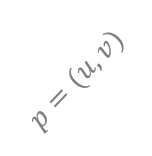 p = (u,v)